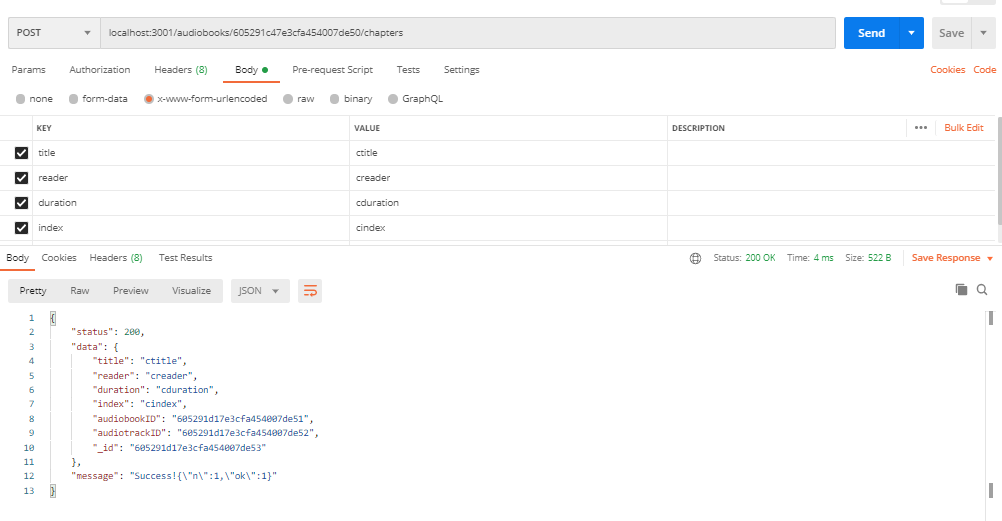 POST localhost:3001/audiobooks/605291c47e3cfa454007de50/chapters Send Save
Params Authorization Headers (8) Body Pre-request Script Tests Settings Cookies Code
none form-data x-www-form-urlencoded raw binary GraphQL
KEY VALUE DESCRIPTION ••• Bulk Edit
title ctitle
reader creader
duration cduration
index cindex
Body Cookies Headers (8) Test Results Status: 200 OK Time: 4 ms Size: 522 B Save Response
Pretty Raw Preview Visualize JSON
1 {
2 "status": 200,
3 "data": {
4 "title": "ctitle",
5 "reader": "creader",
6 "duration": "cduration",
7 "index": "cindex",
8 "audiobookID": "605291d17e3cfa454007de51",
9 "audiotrackID": "605291d17e3cfa454007de52",
10 "_id": "605291d17e3cfa454007de53"
11 },
12 "message": "Success!{\"n\":1,\"ok\":1}"
13 }